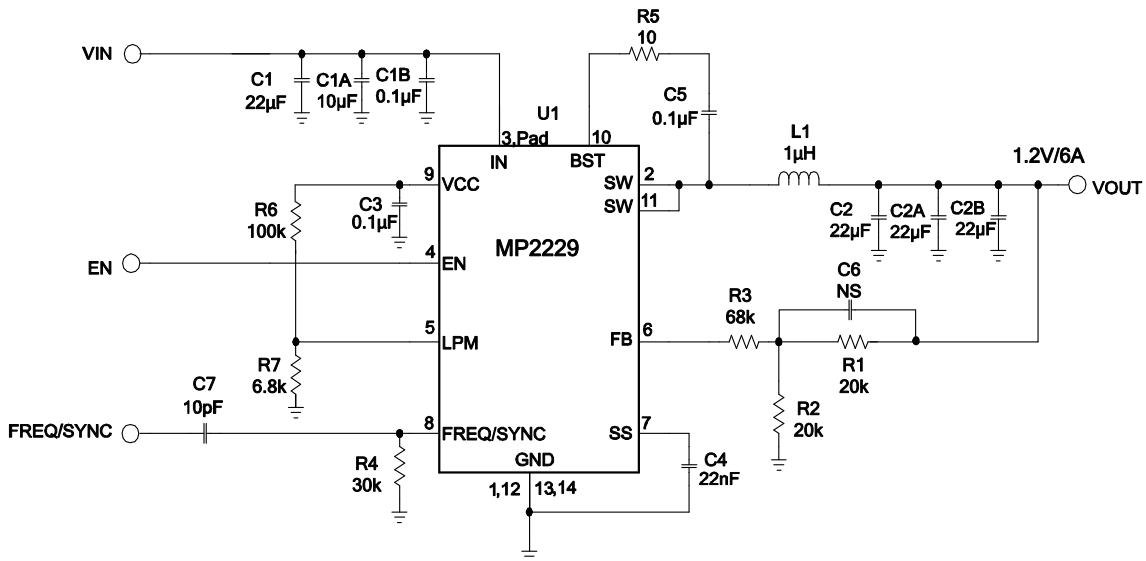 R5
10
VIN
C1
22µF
C1A
10µF
C1B
0.1µF
C5
0.1µF
U1
3,Pad
10
IN
BST
L1
1µH
1.2V/6A
9
VCC
SW
2
VOUT
SW
11
R6
100k
C3
0.1µF
C2
22µF
C2A
22µF
C2B
22µF
MP2229
EN
4
EN
C6
NS
R3
68k
5
LPM
FB
6
R7
6.8k
R1
20k
C7
10pF
R2
20k
FREQ/SYNC
8
FREQ/SYNC
SS
7
R4
30k
GND
C4
22nF
1,12
13,14